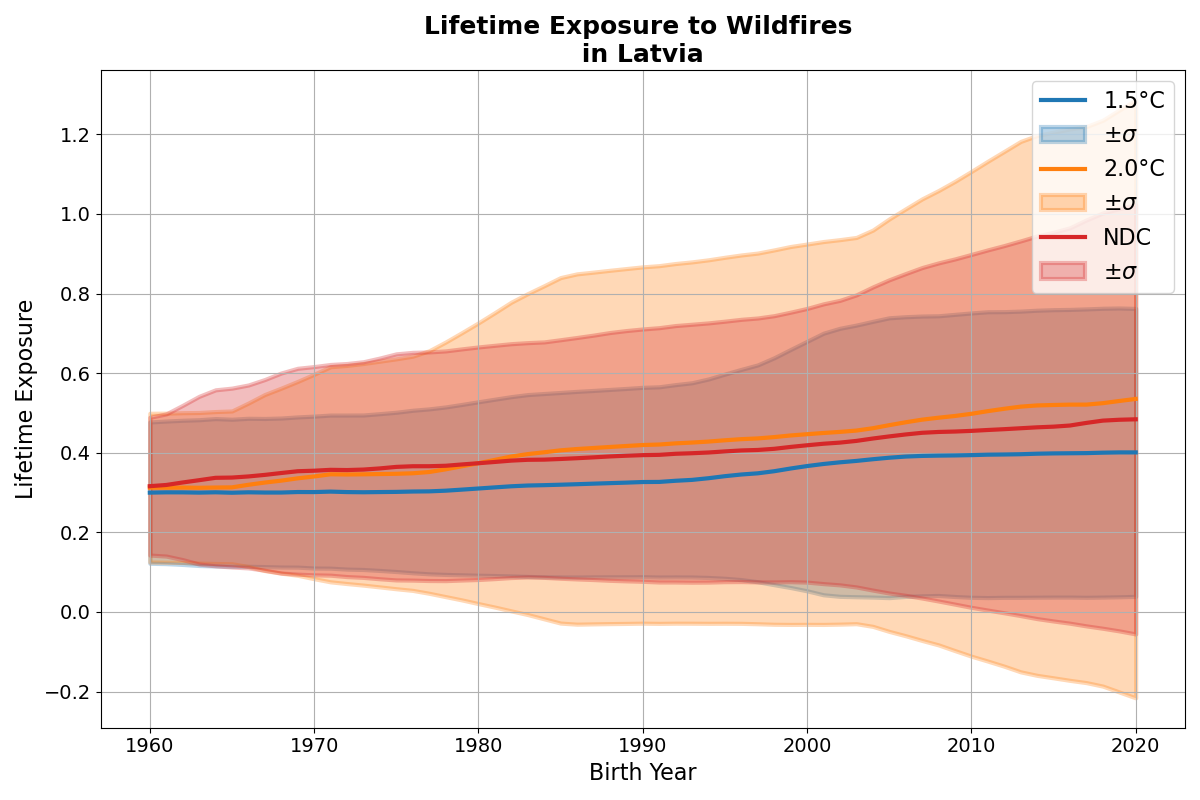 Lifetime Exposure to Wildfires
in Latvia
Lifetime Exposure
1.2
1.0
0.8
0.6
0.4
0.2
0.0
−0.2
1960
1970
1980
1990
2000
2010
2020
Birth Year
1.5°C
±σ
2.0°C
±σ
NDC
±σ